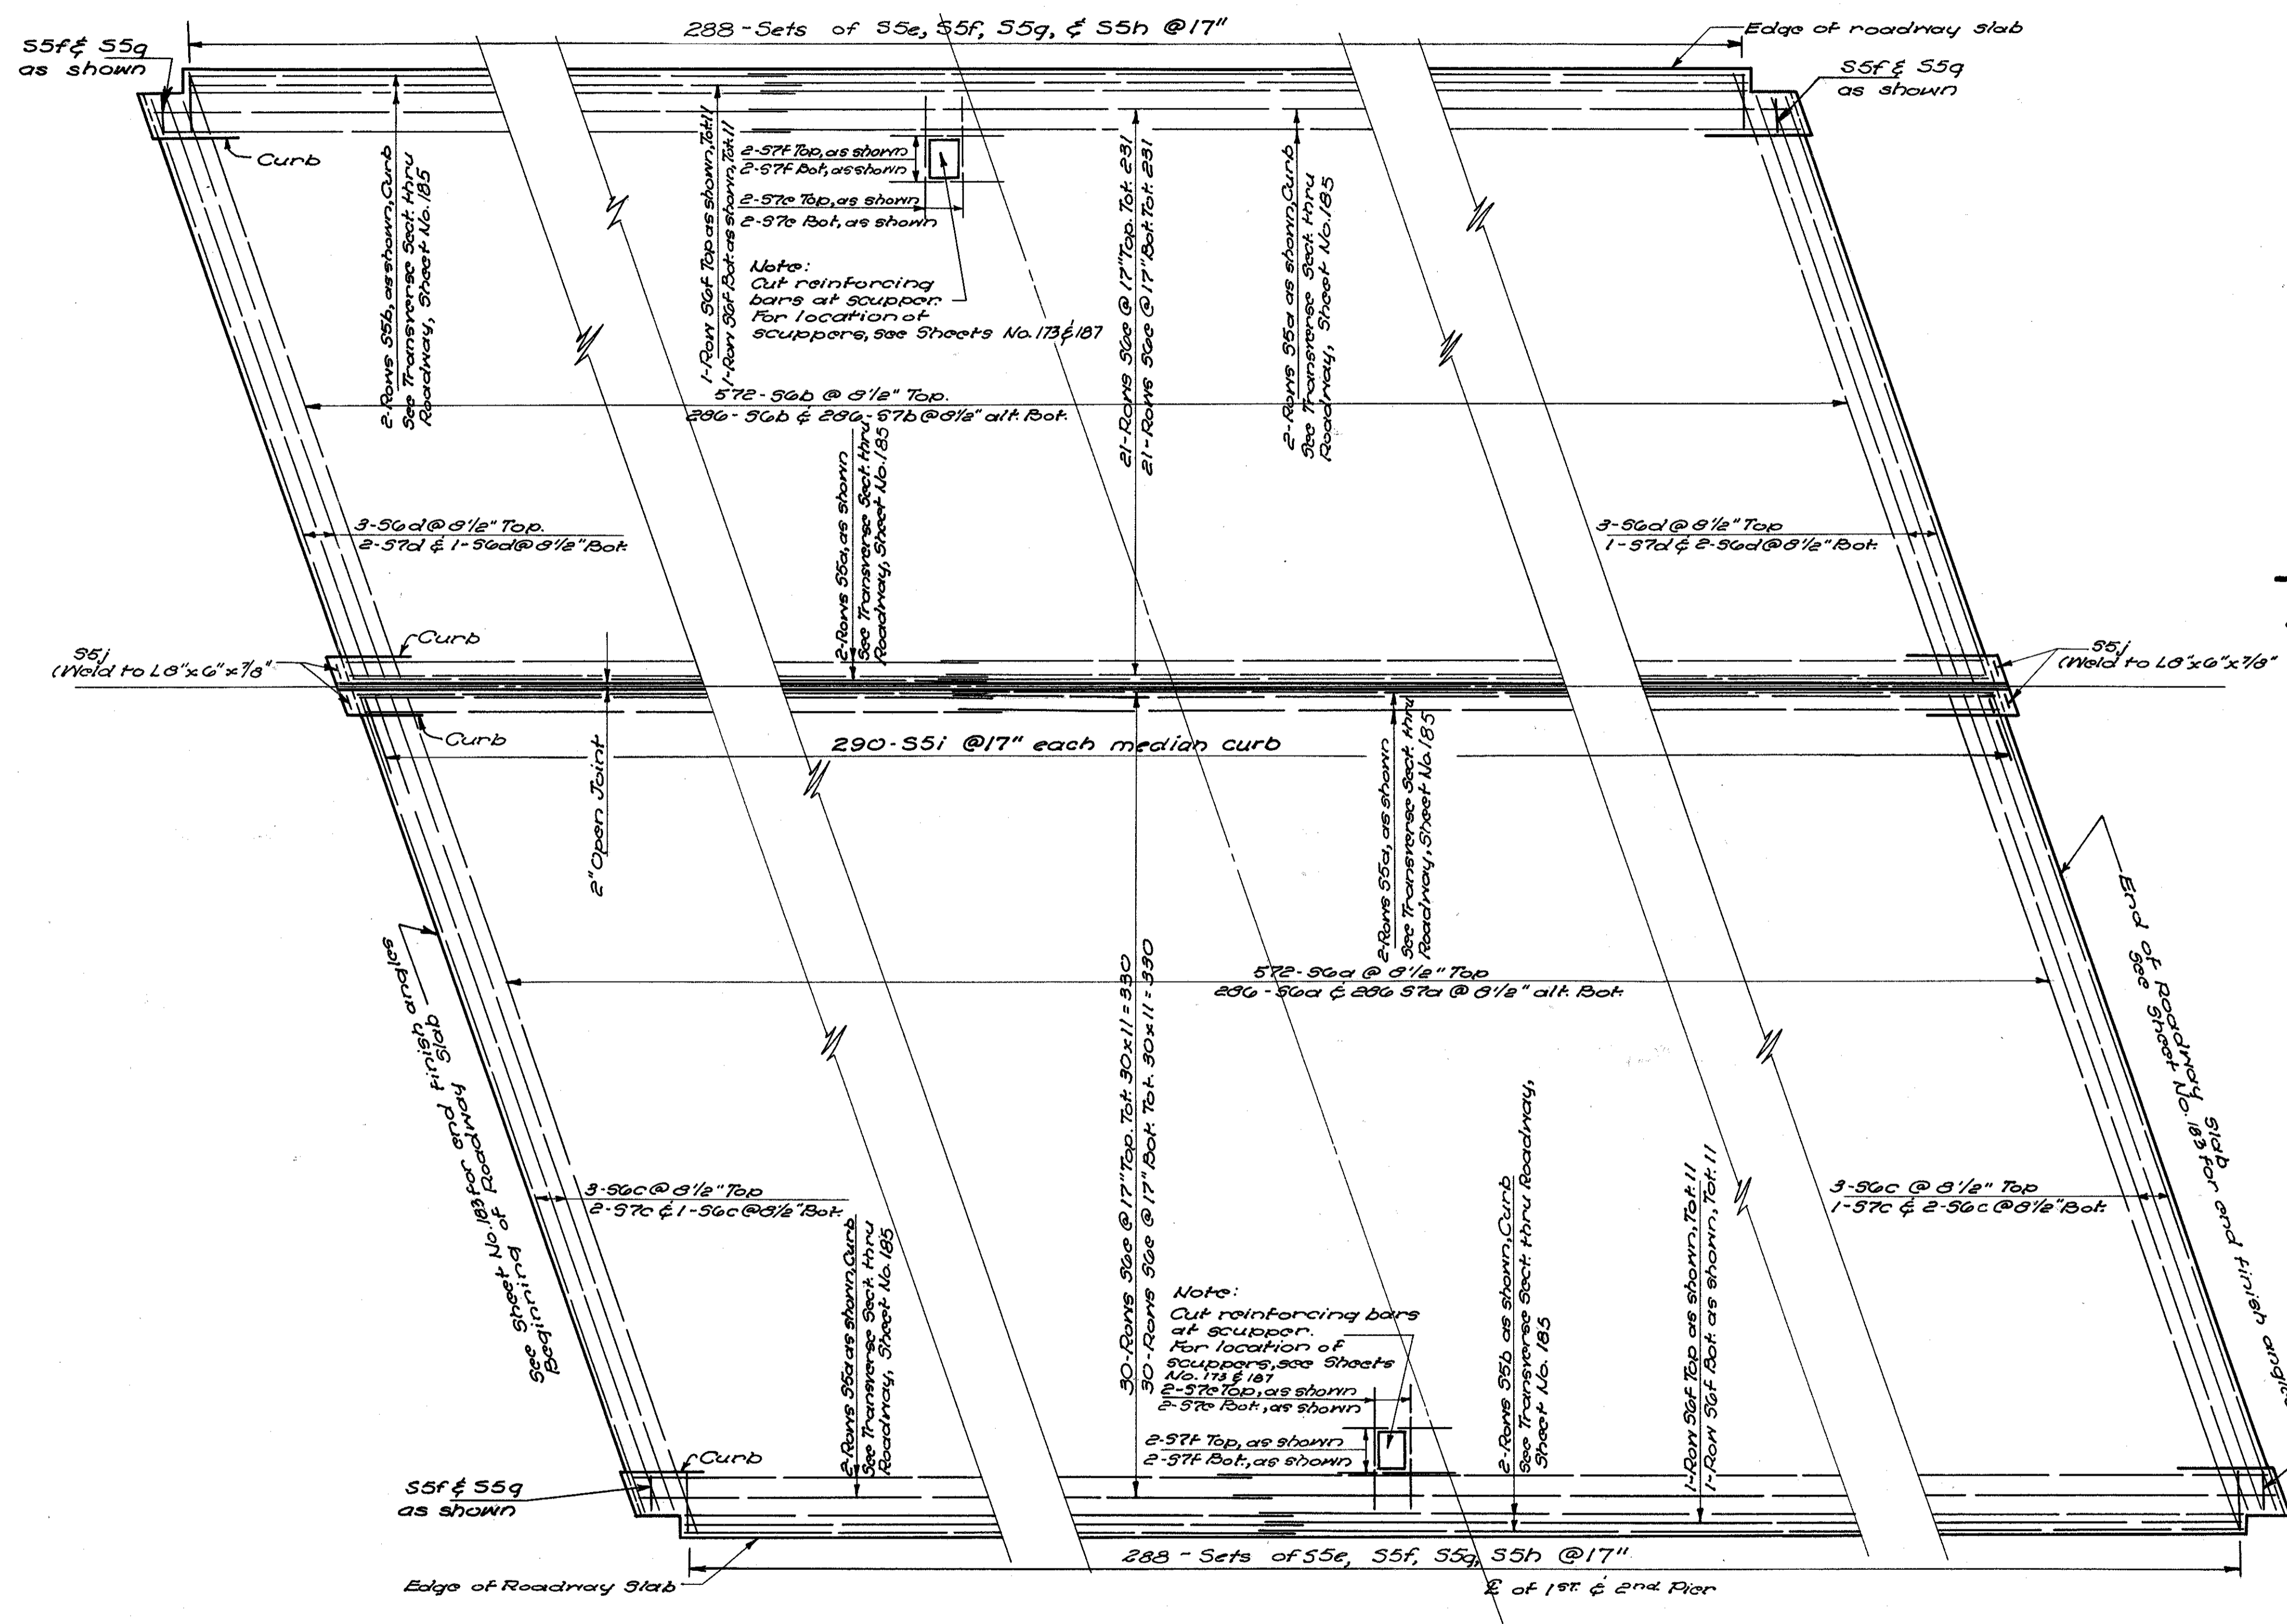 288-Sets of S5e, S5f, S5g, & S5h @17"
Edge of roadway slab
S5f & S5g
as shown
S5f & S5g
as shown
Curb
2-Rows S5b, as shown, Curb
See Transverse Sect. thru
Roadway, Sheet No. 185
1-Row S6f Top as shown, Tot. 11
1-Row S6f Bot. as shown, Tot. 11
2-S7f Top, as shown
2-S7f Bot, as shown
2-S7e Top, as shown
2-S7e Bot, as shown
Note:
Cut reinforcing
bars at scupper.
For location of
scuppers, see Sheets No. 173 & 187
21-Rows S6e @ 17" Top. Tot. 231
21-Rows S6e @ 17" Bot. Tot. 231
2-Rows S5a as shown, Curb
See Transverse Sect. thru
Roadway, Sheet No. 185
572-S6b @ 8 1/2" Top.
286-S6b & 286-S7b @ 8 1/2" alt. Bot.
2-Rows S5a, as shown
See Transverse Sect. thru
Roadway, Sheet No. 185
3-S6d @ 8 1/2" Top.
2-S7d & 1-S6d @ 8 1/2" Bot.
3-S6d @ 8 1/2" Top
1-S7d & 2-S6d @ 8 1/2" Bot.
S5j
(Weld to L8"x6"x7/8"
Curb
S5j
(Weld to L8"x6"x7/8"
Curb
290-S5i @17" each median curb
2" Open Joint
2-Rows S5a, as shown
See Transverse Sect. thru
Roadway, Sheet No. 185
572-S6a @ 8 1/2" Top
286-S6a & 286 S7a @ 8 1/2" alt. Bot.
See Sheet No. 183 for end finish angles
Beginning of Roadway Slab
End of Roadway Slab
See Sheet No. 183 for end finish angles
30-Rows S6e @ 17" Top. Tot. 30x11=330
30-Rows S6e @ 17" Bot. Tot. 30x11=330
3-S6c @ 8 1/2" Top
2-S7c & 1-S6c @ 8 1/2" Bot.
3-S6c @ 8 1/2" Top
1-S7c & 2-S6c @ 8 1/2" Bot.
2-Rows S5a as shown, Curb
See Transverse Sect. thru
Roadway, Sheet No. 185
Note:
Cut reinforcing bars
at scupper.
For location of
scuppers, see Sheets
No. 173 & 187
2-S7e Top, as shown
2-S7e Bot., as shown
2-S7f Top, as shown
2-S7f Bot., as shown
2-Rows S5b as shown, Curb
See Transverse Sect. thru Roadway,
Sheet No. 185
1-Row S6f Top as shown, Tot. 11
1-Row S6f Bot. as shown, Tot. 11
Curb
S5f & S5g
as shown
288 - Sets of S5e, S5f, S5g, S5h @17"
Edge of Roadway Slab
℄ of 1ST. & 2nd. Pier